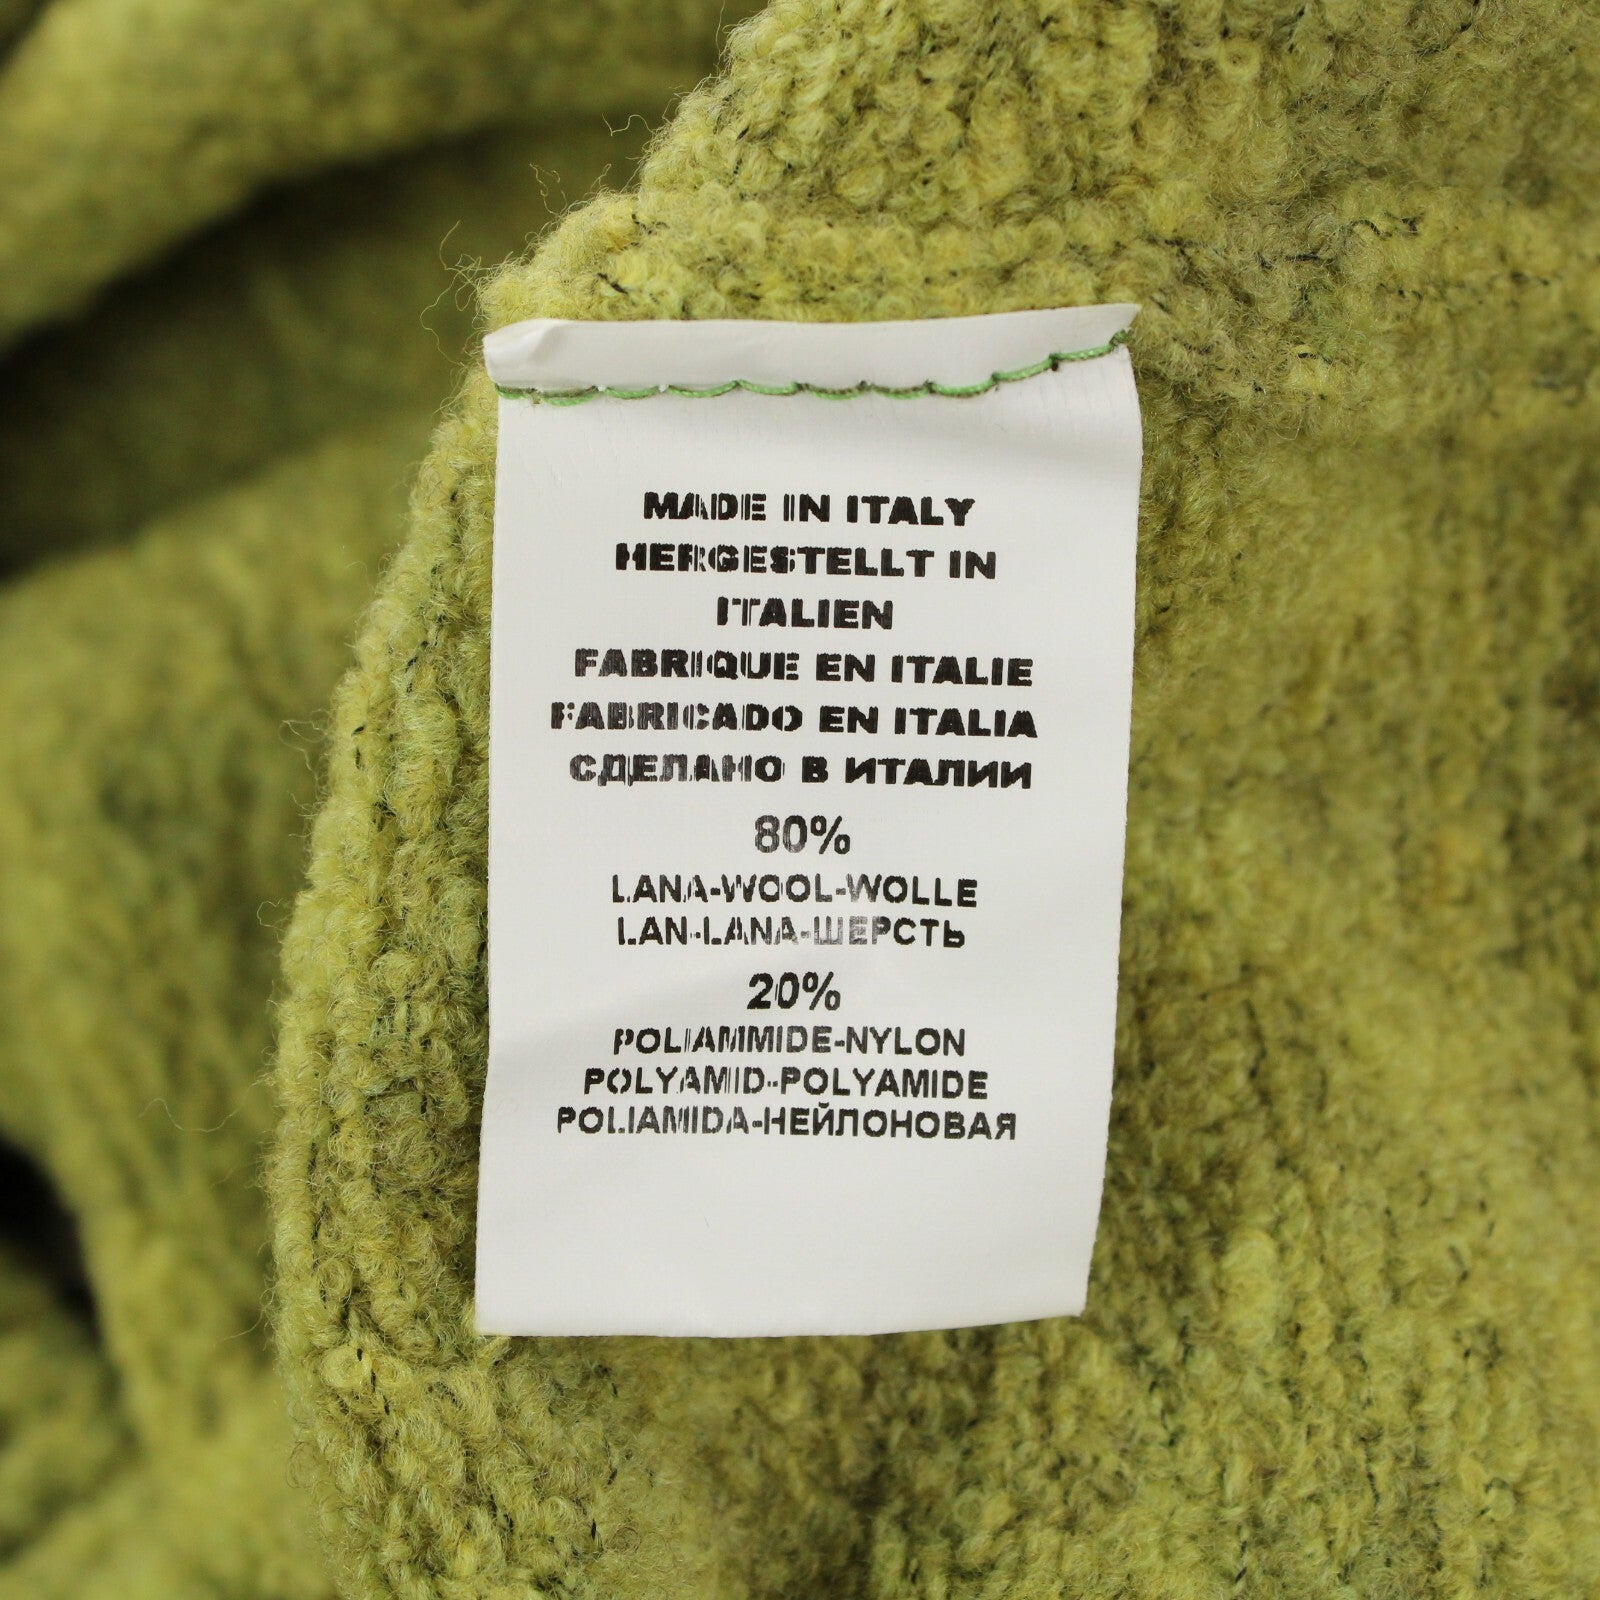 MADE IN ITALY
HERGESTELLT IN
ITALIEN
FABRIQUE EN ITALIE
FABRICADO EN ITALIA
СДЕЛАНО В ИТАЛИИ
80%
LANA-WOOL-WOLLE
LAN-LANA-ШЕРСТЬ
20%
POLIAMMIDE-NYLON
POLYAMID-POLYAMIDE
POLIAMIDA-НЕЙЛОНОВАЯ